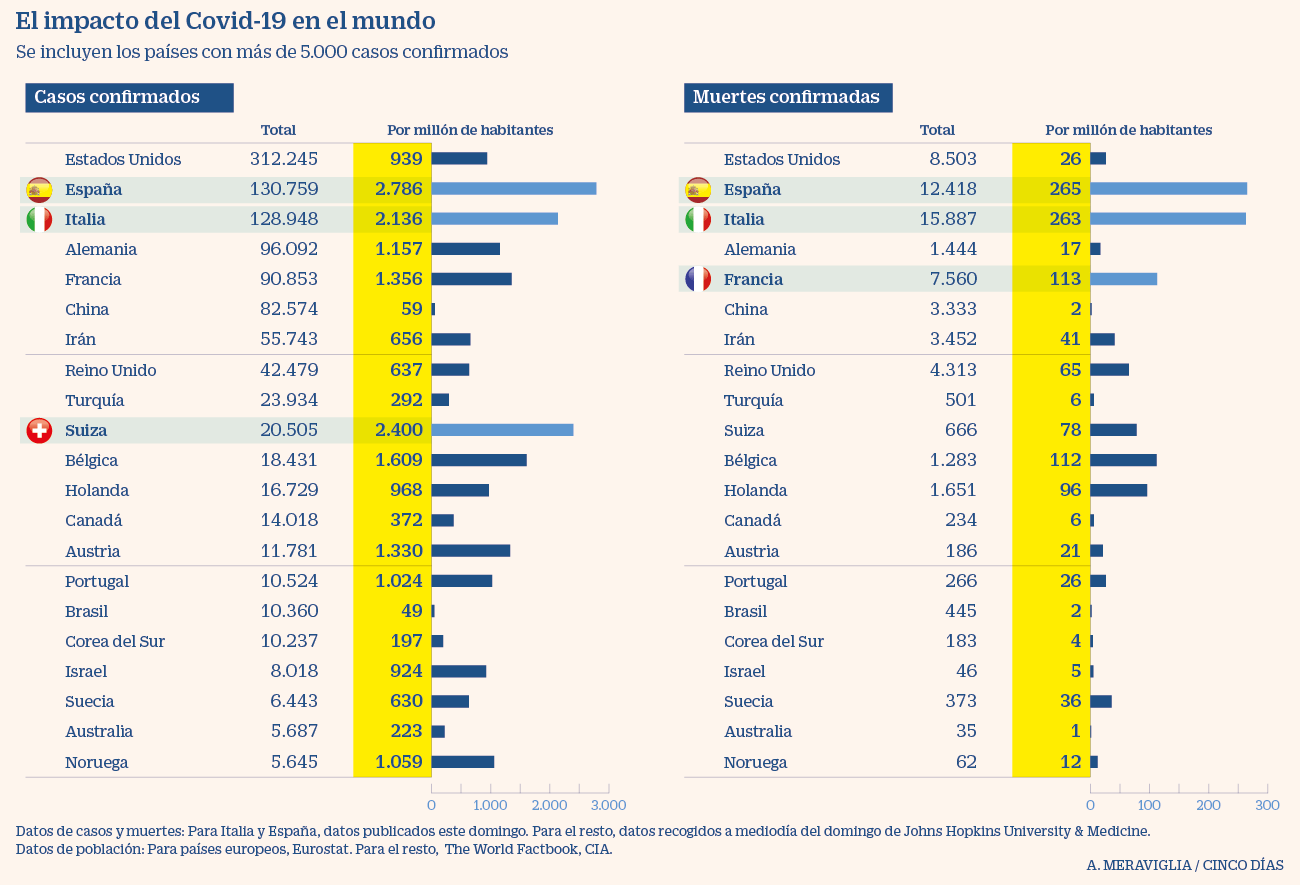 El impacto del Covid-19 en el mundo
Se incluyen los países con más de 5.000 casos confirmados
Casos confirmados
Total Por millón de habitantes
Estados Unidos 312.245 939
España 130.759 2.786
Italia 128.948 2.136
Alemania 96.092 1.157
Francia 90.853 1.356
China 82.574 59
Irán 55.743 656
Reino Unido 42.479 637
Turquía 23.934 292
Suiza 20.505 2.400
Bélgica 18.431 1.609
Holanda 16.729 968
Canadá 14.018 372
Austria 11.781 1.330
Portugal 10.524 1.024
Brasil 10.360 49
Corea del Sur 10.237 197
Israel 8.018 924
Suecia 6.443 630
Australia 5.687 223
Noruega 5.645 1.059
0 1.000 2.000 3.000
Muertes confirmadas
Total Por millón de habitantes
Estados Unidos 8.503 26
España 12.418 265
Italia 15.887 263
Alemania 1.444 17
Francia 7.560 113
China 3.333 2
Irán 3.452 41
Reino Unido 4.313 65
Turquía 501 6
Suiza 666 78
Bélgica 1.283 112
Holanda 1.651 96
Canadá 234 6
Austria 186 21
Portugal 266 26
Brasil 445 2
Corea del Sur 183 4
Israel 46 5
Suecia 373 36
Australia 35 1
Noruega 62 12
0 100 200 300
Datos de casos y muertes: Para Italia y España, datos publicados este domingo. Para el resto, datos recogidos a mediodía del domingo de Johns Hopkins University & Medicine.
Datos de población: Para países europeos, Eurostat. Para el resto, The World Factbook, CIA.
A. MERAVIGLIA / CINCO DÍAS